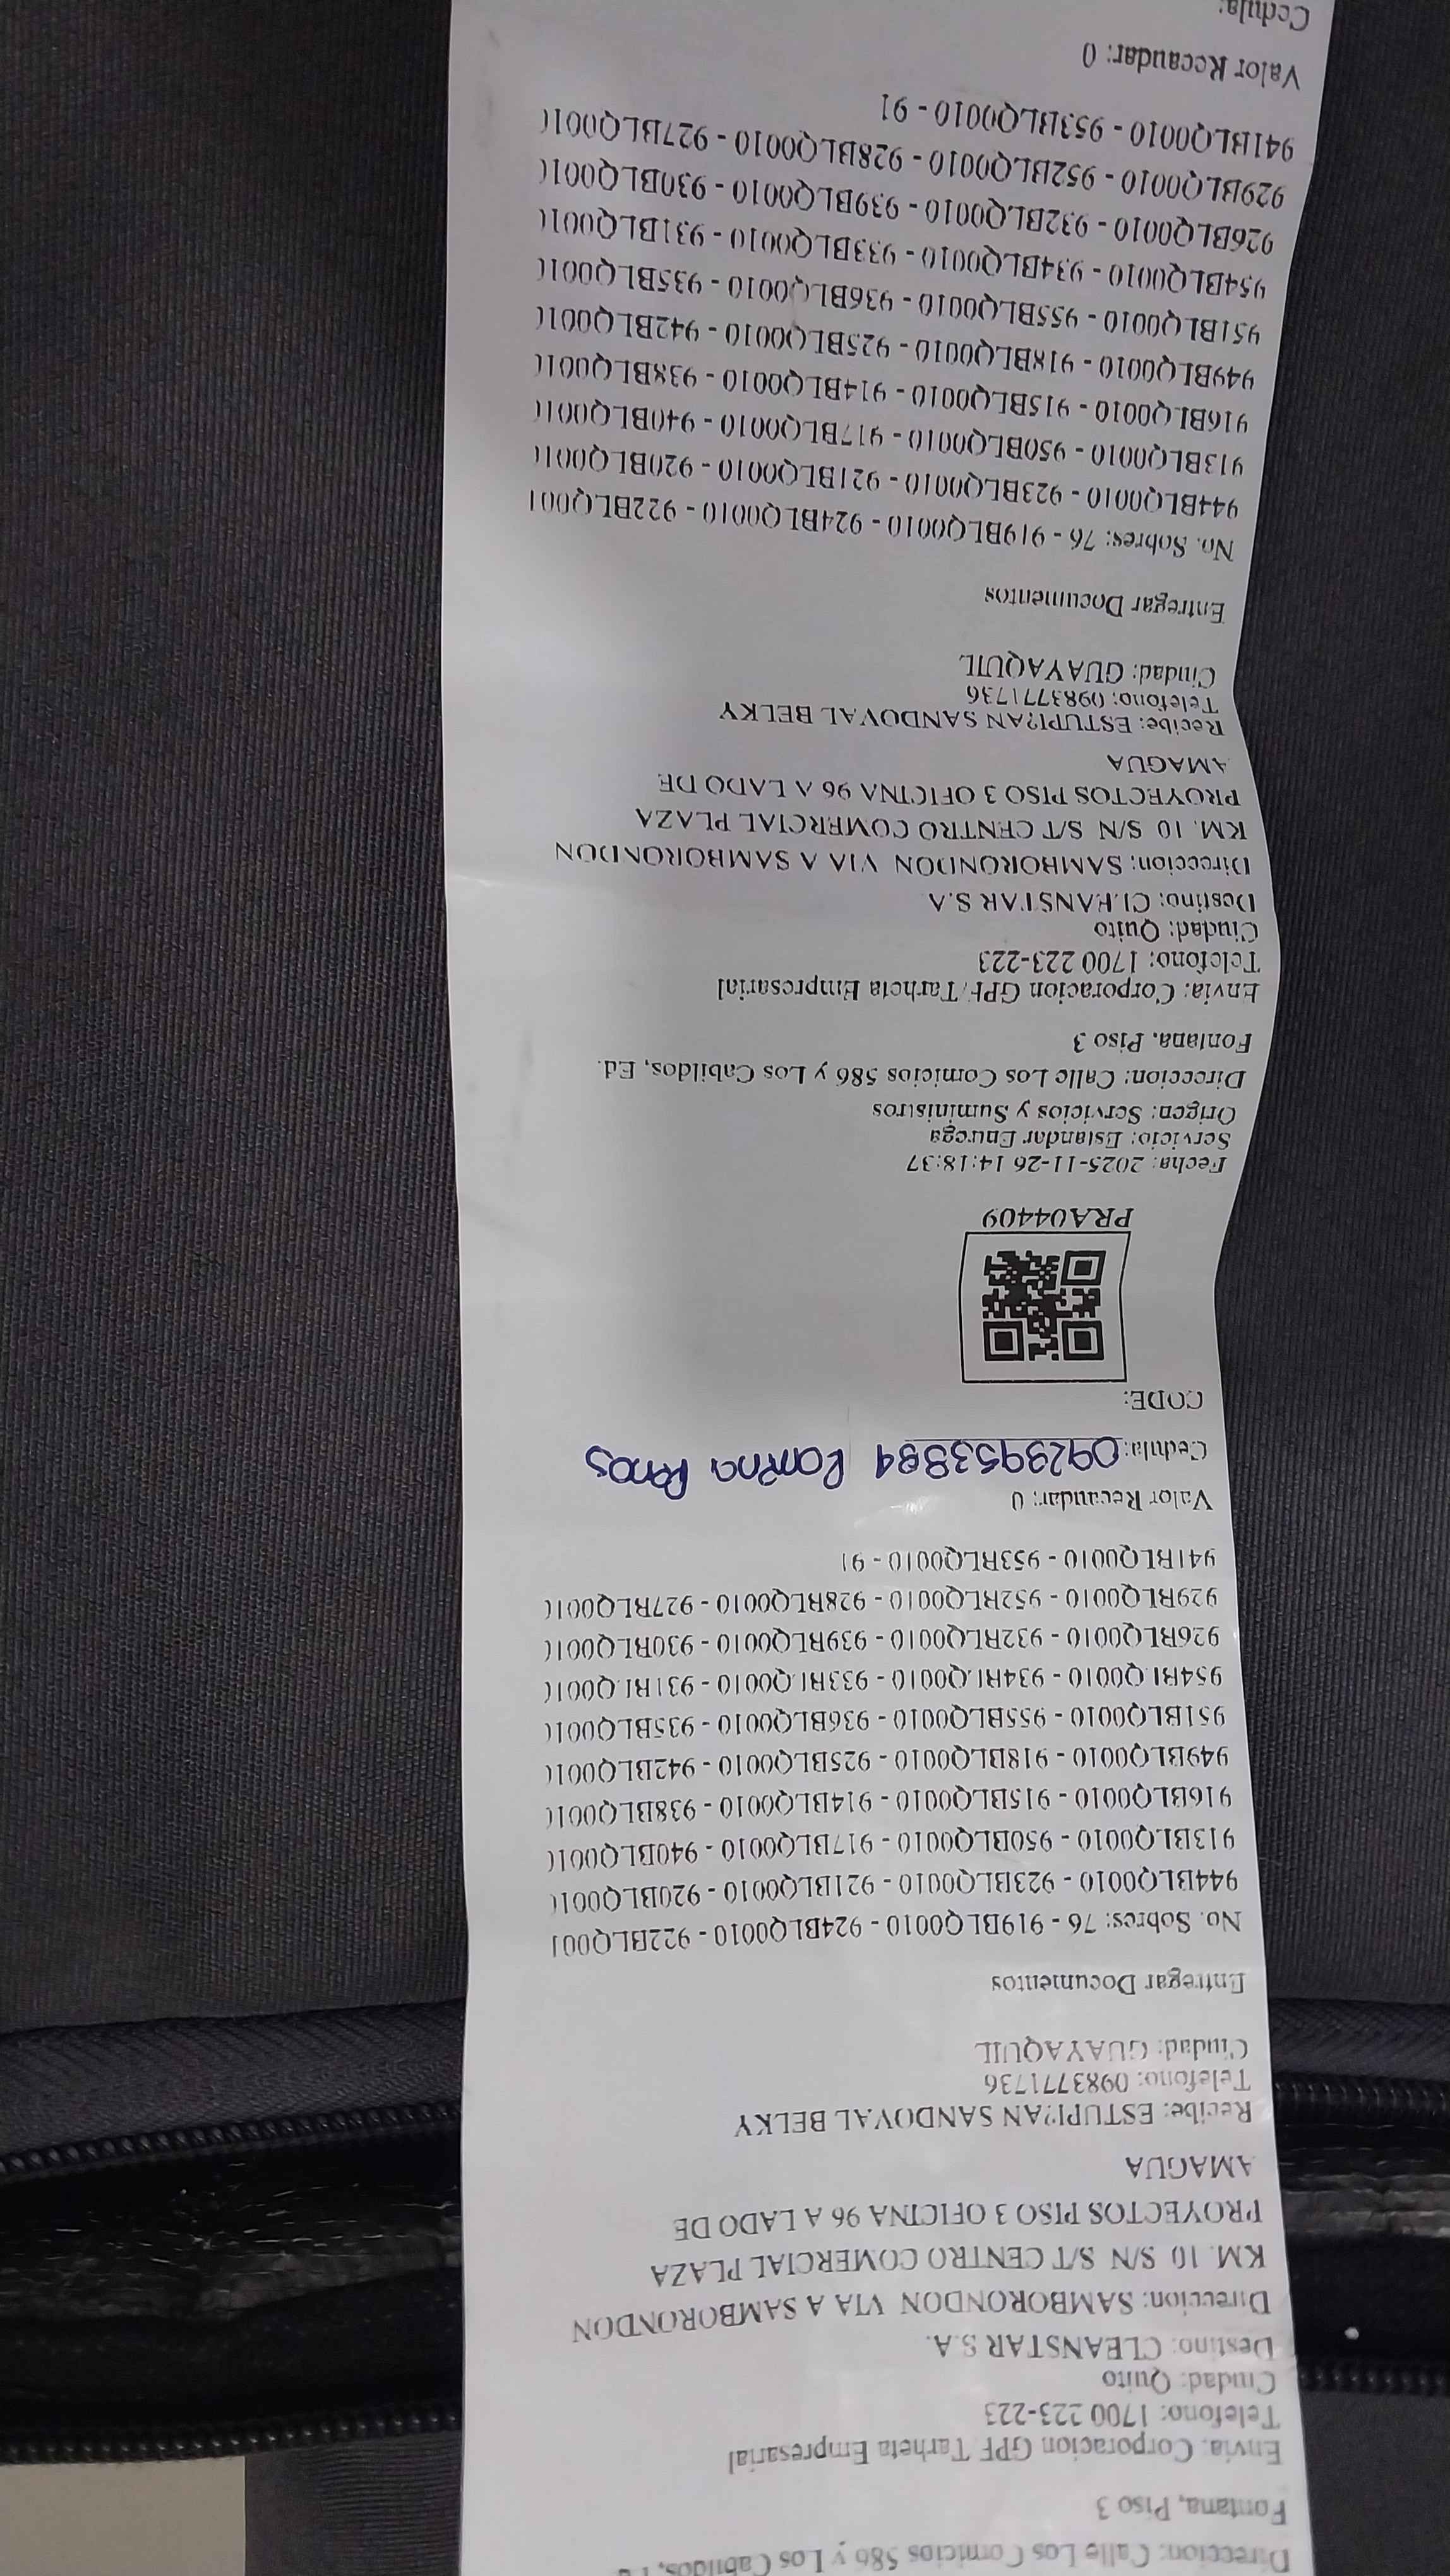 Direccion: Calle Los Comicios 586 y Los Cabildos,
Fontana, Piso 3
Envia: Corporacion GPF Tarheta Empresarial
Telefono: 1700 223-223
Ciudad: Quito
Destino: CLEANSTAR S.A.
Direccion: SAMBORONDON VIA A SAMBORONDON
KM. 10 S/N S/T CENTRO COMERCIAL PLAZA
PROYECTOS PISO 3 OFICINA 96 A LADO DE
AMAGUA
Recibe: ESTUPI?AN SANDOVAL BELKY
Telefono: 0983771736
Ciudad: GUAYAQUIL
Entregar Documentos
No. Sobres: 76 - 919BLQ0010 - 924BLQ0010 - 922BLQ001
944BLQ0010 - 923BLQ0010 - 921BLQ0010 - 920BLQ001(
913BLQ0010 - 950BLQ0010 - 917BLQ0010 - 940BLQ001(
916BLQ0010 - 915BLQ0010 - 914BLQ0010 - 938BLQ001(
949BLQ0010 - 918BLQ0010 - 925BLQ0010 - 942BLQ001(
951BLQ0010 - 955BLQ0010 - 936BLQ0010 - 935BLQ001(
954BLQ0010 - 934BLQ0010 - 933BLQ0010 - 931BLQ001(
926BLQ0010 - 932BLQ0010 - 939BLQ0010 - 930BLQ001(
929BLQ0010 - 952BLQ0010 - 928BLQ0010 - 927BLQ001(
941BLQ0010 - 953BLQ0010 - 91
Valor Recaudar: 0
Cedula:
CODE:
PRA04409
Fecha: 2025-11-26 14:18:37
Servicio: Estandar Entrega
Origen: Servicios y Suministros
Direccion: Calle Los Comicios 586 y Los Cabildos, Ed.
Fontana, Piso 3
Envia: Corporacion GPF Tarheta Empresarial
Telefono: 1700 223-223
Ciudad: Quito
Destino: CLEANSTAR S.A.
Direccion: SAMBORONDON VIA A SAMBORONDON
KM. 10 S/N S/T CENTRO COMERCIAL PLAZA
PROYECTOS PISO 3 OFICINA 96 A LADO DE
AMAGUA
Recibe: ESTUPI?AN SANDOVAL BELKY
Telefono: 0983771736
Ciudad: GUAYAQUIL
Entregar Documentos
No. Sobres: 76 - 919BLQ0010 - 924BLQ0010 - 922BLQ001
944BLQ0010 - 923BLQ0010 - 921BLQ0010 - 920BLQ001(
913BLQ0010 - 950BLQ0010 - 917BLQ0010 - 940BLQ001(
916BLQ0010 - 915BLQ0010 - 914BLQ0010 - 938BLQ001(
949BLQ0010 - 918BLQ0010 - 925BLQ0010 - 942BLQ001(
951BLQ0010 - 955BLQ0010 - 936BLQ0010 - 935BLQ001(
954BLQ0010 - 934BLQ0010 - 933BLQ0010 - 931BLQ001(
926BLQ0010 - 932BLQ0010 - 939BLQ0010 - 930BLQ001(
929BLQ0010 - 952BLQ0010 - 928BLQ0010 - 927BLQ001(
941BLQ0010 - 953BLQ0010 - 91
Valor Recaudar: 0
Cedula: